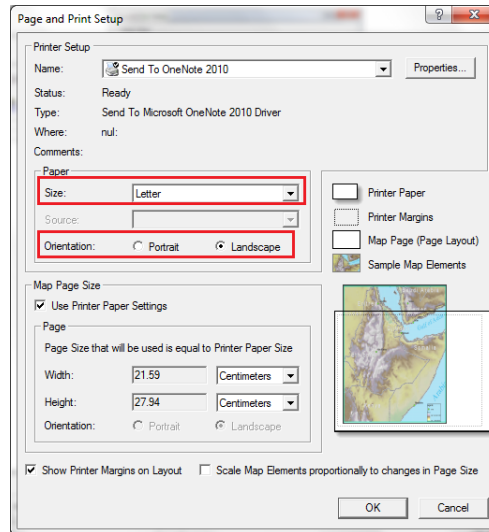 Page and Print Setup
Printer Setup
Name: Send To OneNote 2010 Properties...
Status: Ready
Type: Send To Microsoft OneNote 2010 Driver
Where: nul:
Comments:
Paper
Size: Letter
Source:
Orientation: Portrait Landscape
Printer Paper
Printer Margins
Map Page (Page Layout)
Sample Map Elements
Map Page Size
Use Printer Paper Settings
Page
Page Size that will be used is equal to Printer Paper Size
Width: 21.59 Centimeters
Height: 27.94 Centimeters
Orientation: Portrait Landscape
Show Printer Margins on Layout Scale Map Elements proportionally to changes in Page Size
OK Cancel